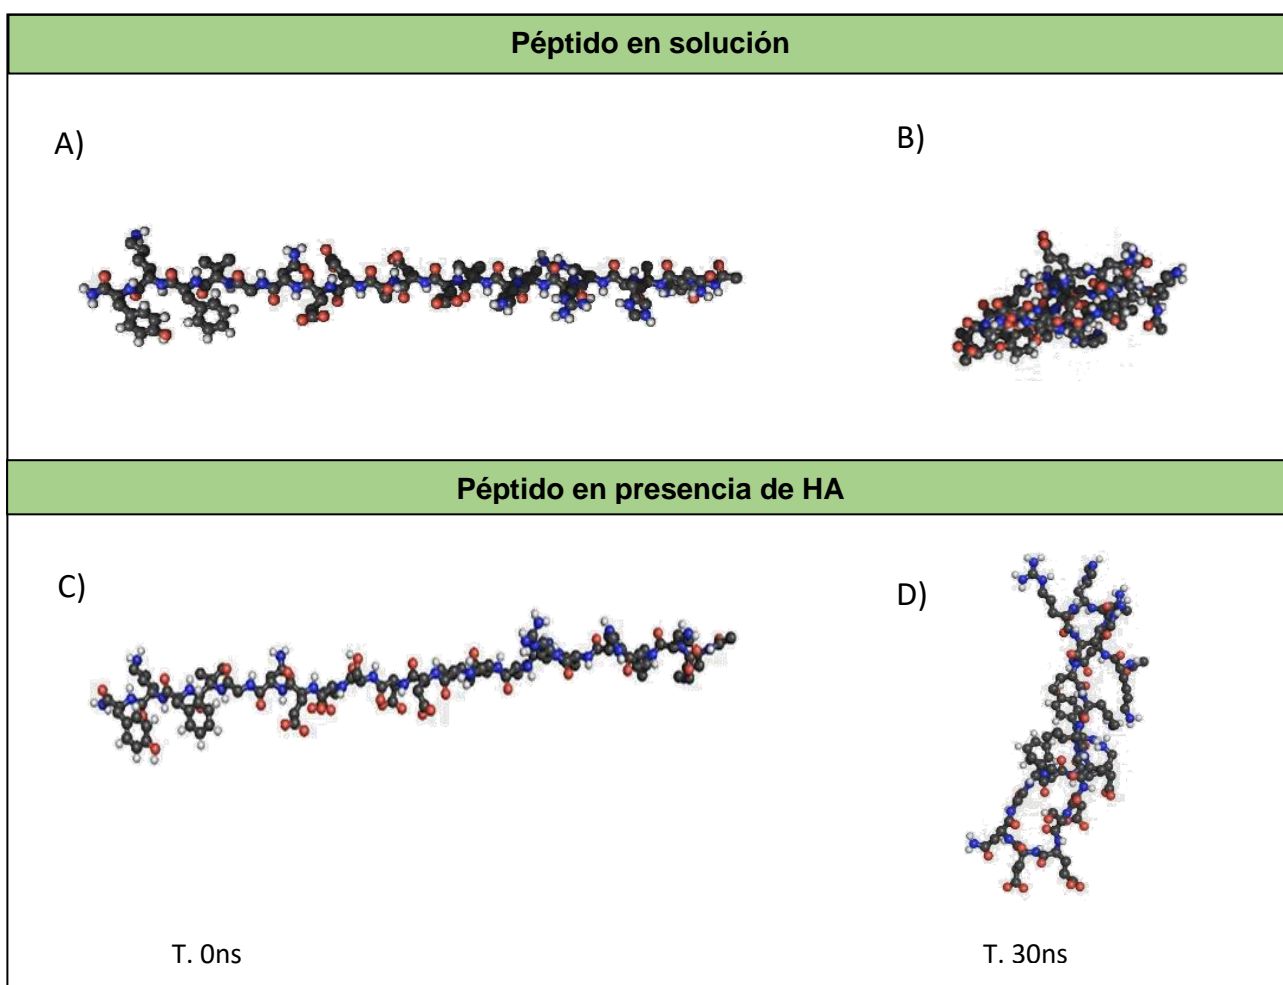 Péptido en solución
A)
B)
Péptido en presencia de HA
C)
D)
T. 0ns
T. 30ns